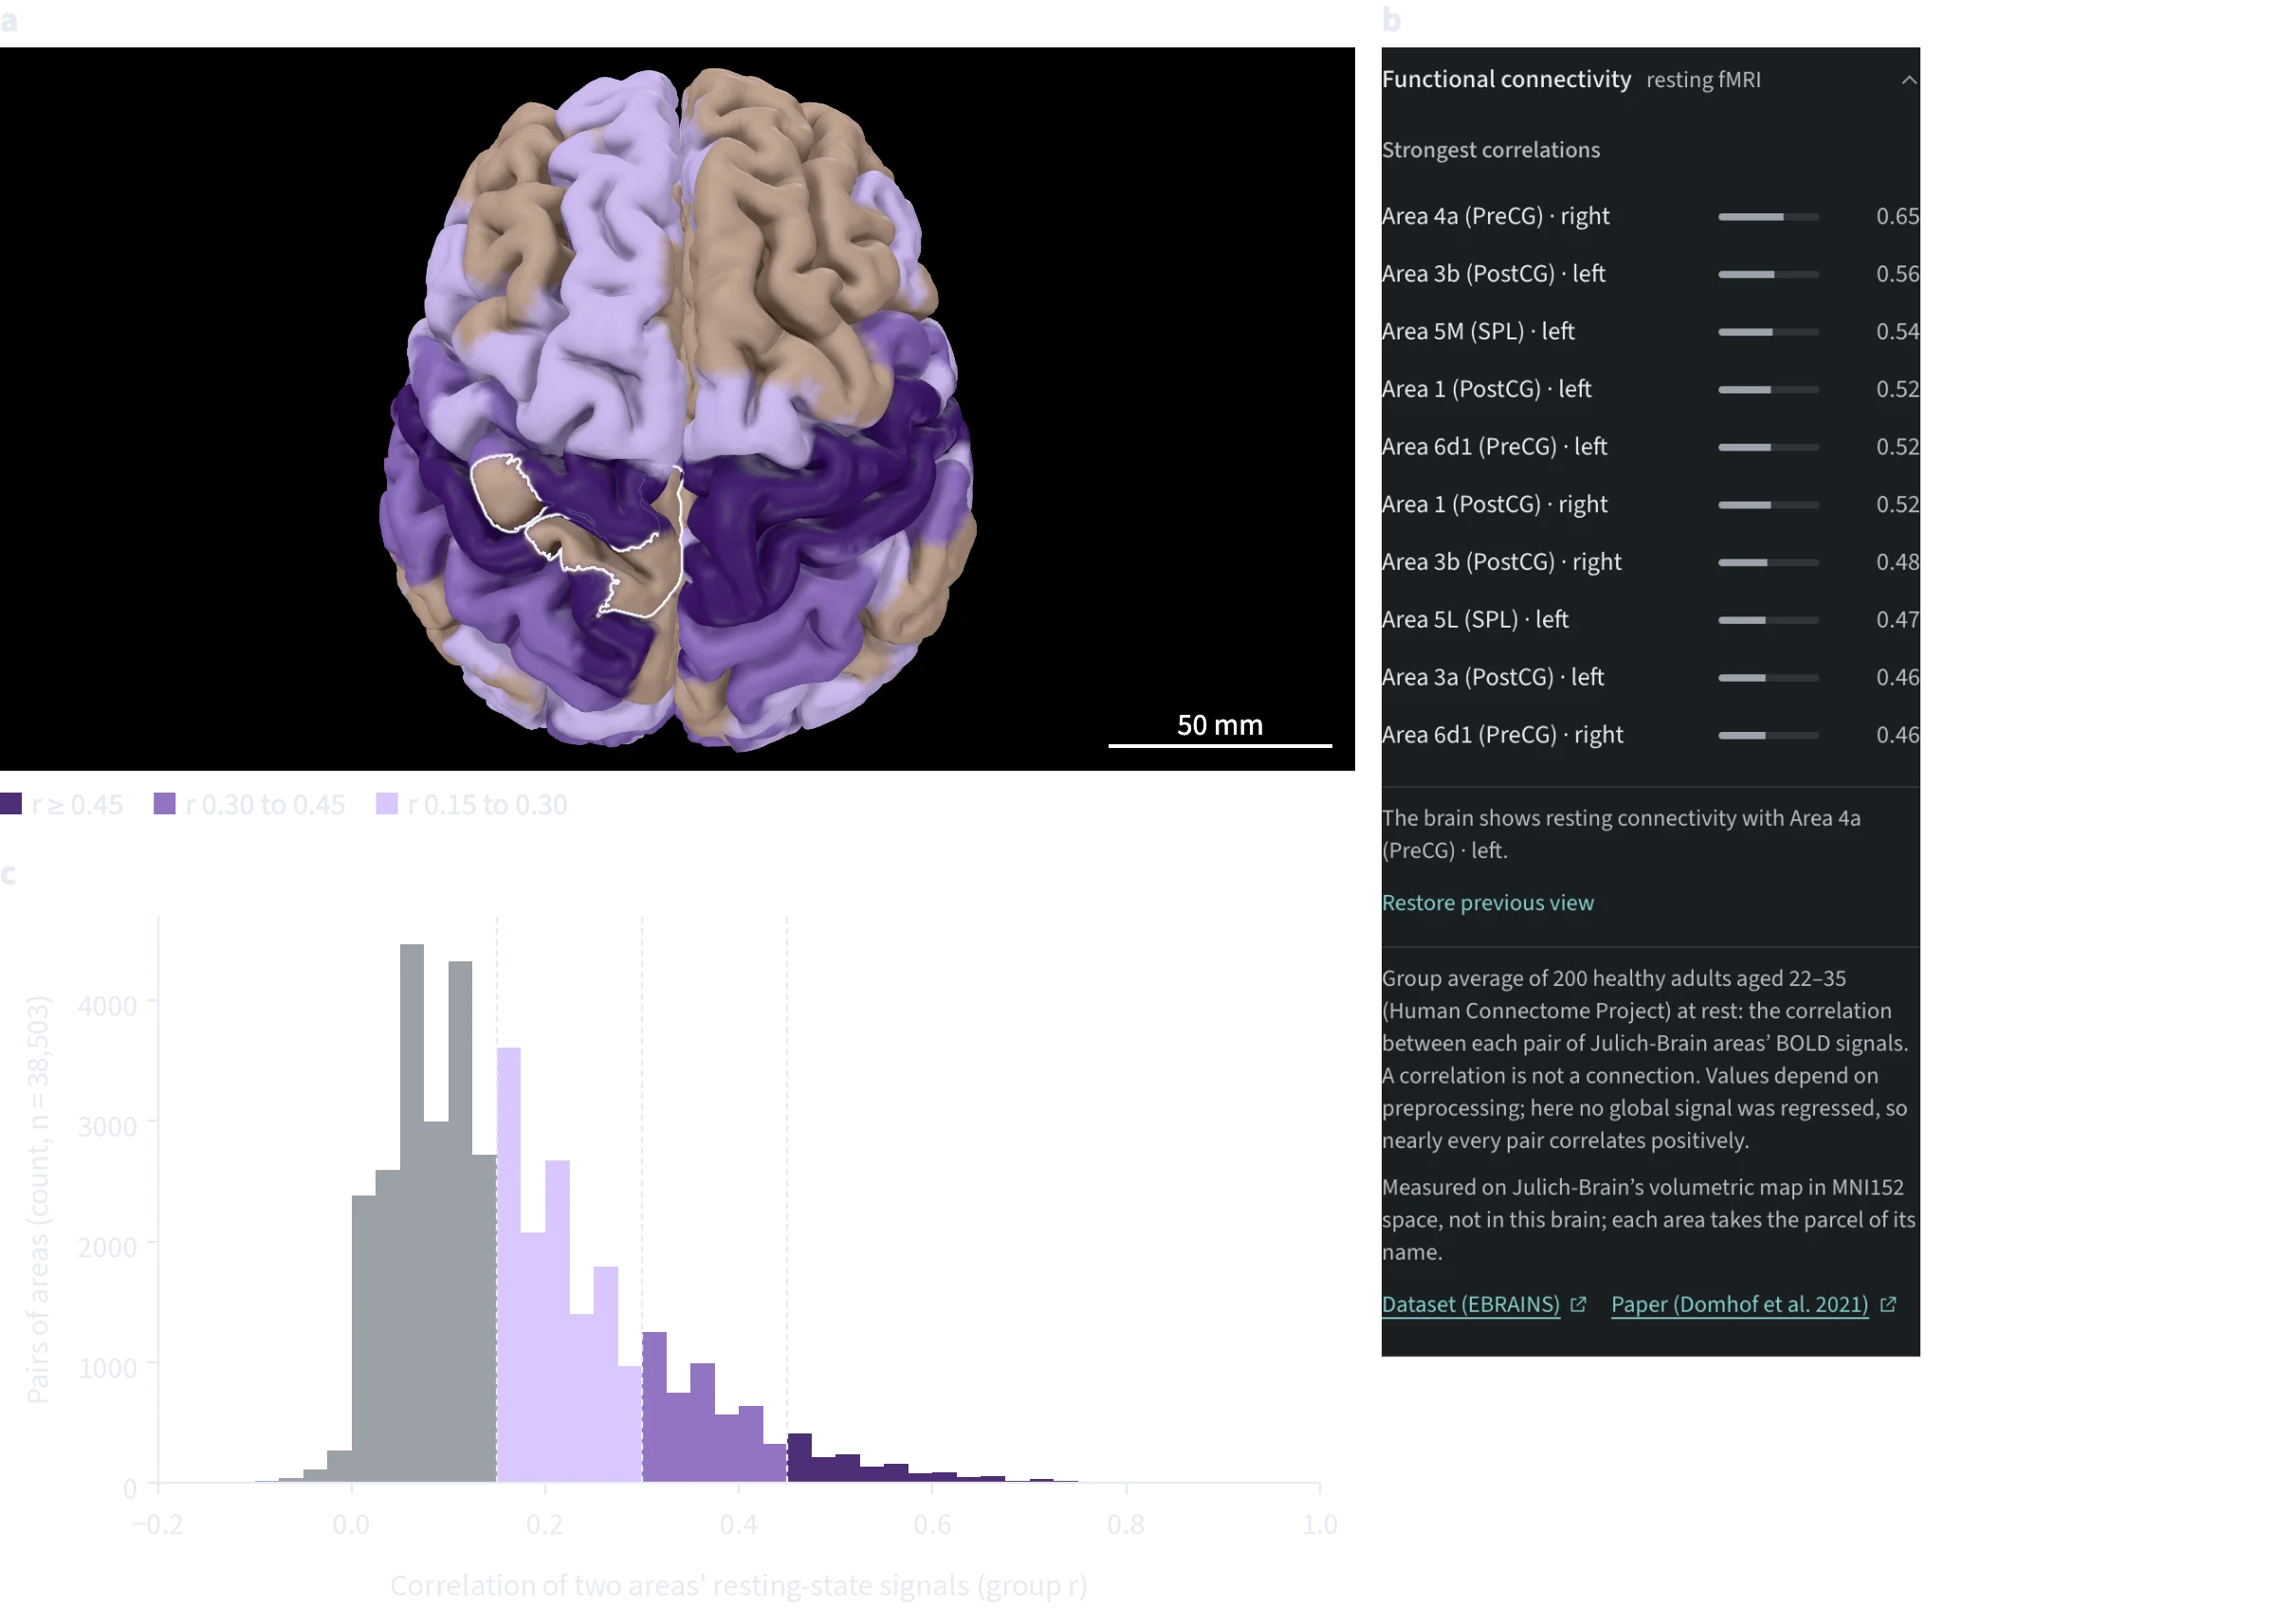 a
50 mm
r ≥ 0.45 r 0.30 to 0.45 r 0.15 to 0.30
b
Functional connectivity resting fMRI
Strongest correlations
Area 4a (PreCG) · right 0.65
Area 3b (PostCG) · left 0.56
Area 5M (SPL) · left 0.54
Area 1 (PostCG) · left 0.52
Area 6d1 (PreCG) · left 0.52
Area 1 (PostCG) · right 0.52
Area 3b (PostCG) · right 0.48
Area 5L (SPL) · left 0.47
Area 3a (PostCG) · left 0.46
Area 6d1 (PreCG) · right 0.46
The brain shows resting connectivity with Area 4a
(PreCG) · left.
Restore previous view
Group average of 200 healthy adults aged 22–35
(Human Connectome Project) at rest: the correlation
between each pair of Julich-Brain areas’ BOLD signals.
A correlation is not a connection. Values depend on
preprocessing; here no global signal was regressed, so
nearly every pair correlates positively.
Measured on Julich-Brain’s volumetric map in MNI152
space, not in this brain; each area takes the parcel of its
name.
Dataset (EBRAINS) Paper (Domhof et al. 2021)
c
Pairs of areas (count, n = 38,503)
4000
3000
2000
1000
0
−0.2 0.0 0.2 0.4 0.6 0.8 1.0
Correlation of two areas' resting-state signals (group r)